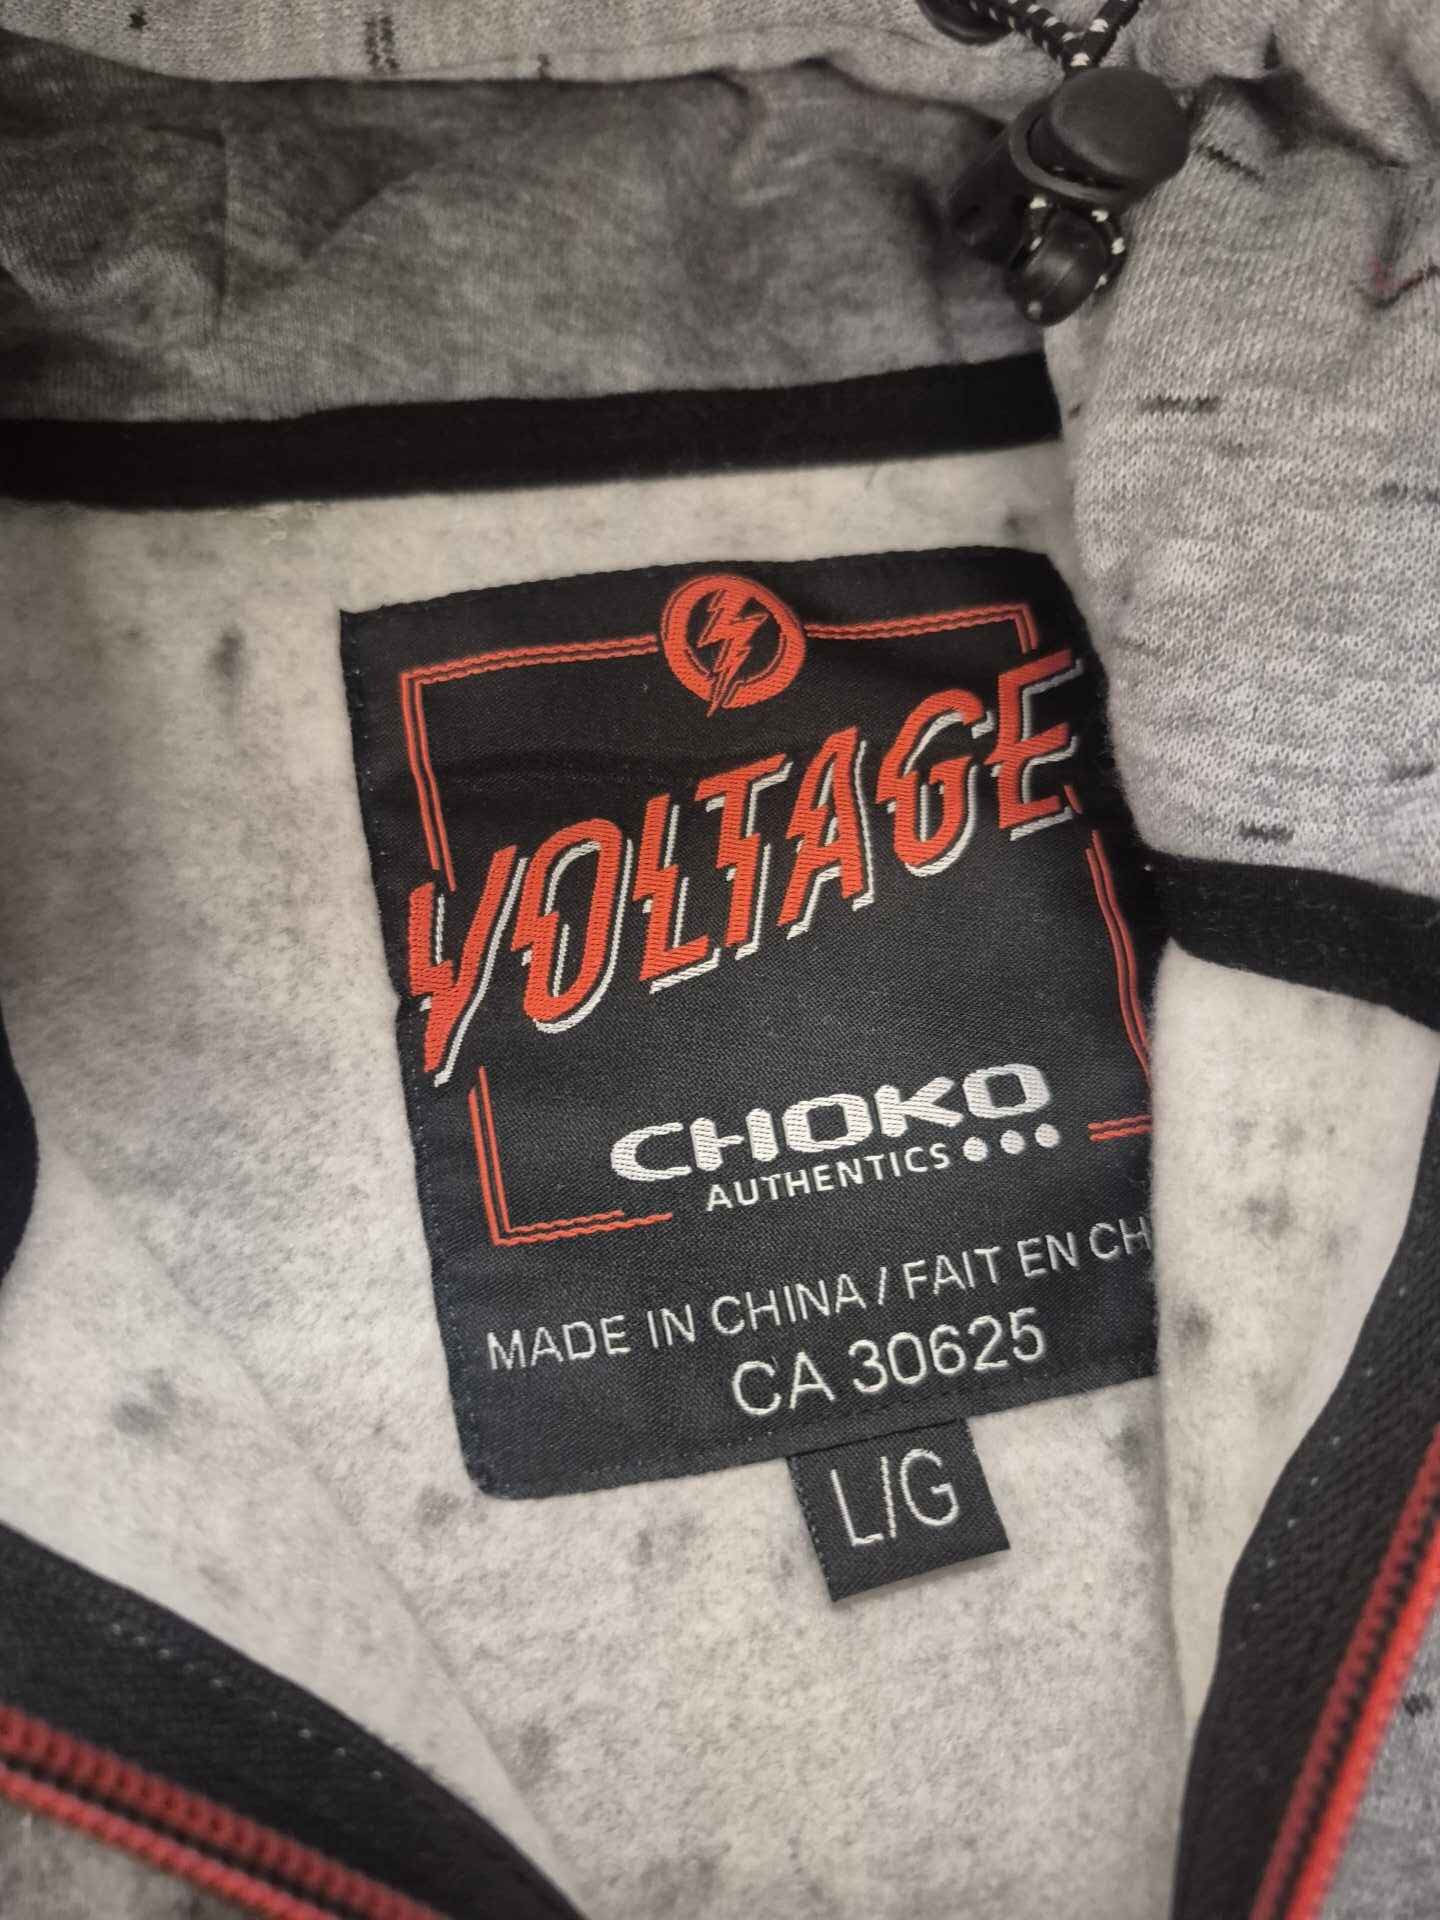 VOLTAGE
CHOKO
AUTHENTICS
MADE IN CHINA / FAIT EN CH
CA 30625
L/G